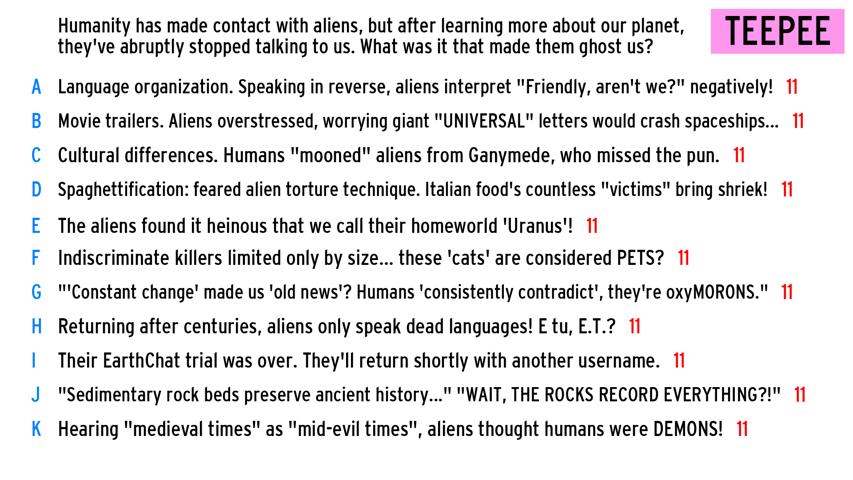 Humanity has made contact with aliens, but after learning more about our planet,
they've abruptly stopped talking to us. What was it that made them ghost us?
TEEPEE
A Language organization. Speaking in reverse, aliens interpret "Friendly, aren't we?" negatively! 11
B Movie trailers. Aliens overstressed, worrying giant "UNIVERSAL" letters would crash spaceships... 11
C Cultural differences. Humans "mooned" aliens from Ganymede, who missed the pun. 11
D Spaghettification: feared alien torture technique. Italian food's countless "victims" bring shriek! 11
E The aliens found it heinous that we call their homeworld 'Uranus'! 11
F Indiscriminate killers limited only by size... these 'cats' are considered PETS? 11
G "'Constant change' made us 'old news'? Humans 'consistently contradict', they're oxyMORONS." 11
H Returning after centuries, aliens only speak dead languages! E tu, E.T.? 11
I Their EarthChat trial was over. They'll return shortly with another username. 11
J "Sedimentary rock beds preserve ancient history..." "WAIT, THE ROCKS RECORD EVERYTHING?!" 11
K Hearing "medieval times" as "mid-evil times", aliens thought humans were DEMONS! 11